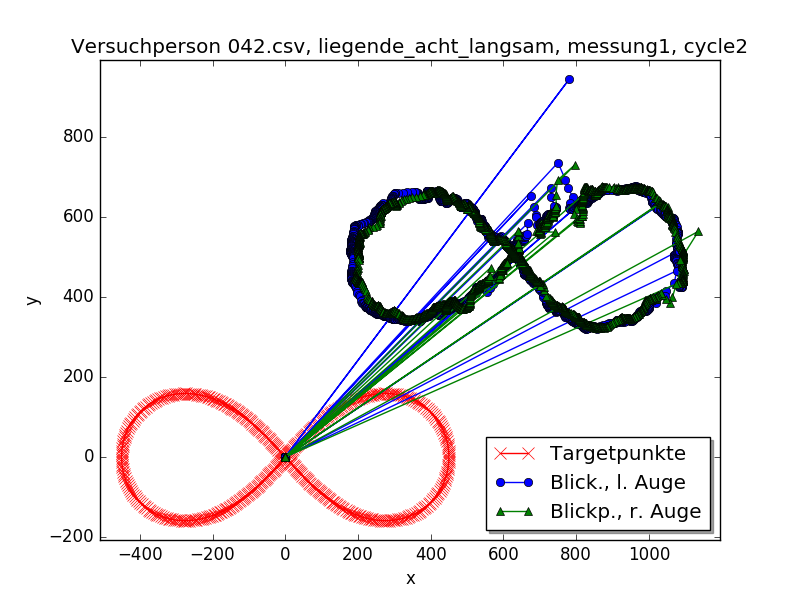 Versuchperson 042.csv, liegende_acht_langsam, messung1, cycle2
y
800
600
400
200
0
−200
Targetpunkte
Blick., l. Auge
Blickp., r. Auge
−400 −200 0 200 400 600 800 1000
x